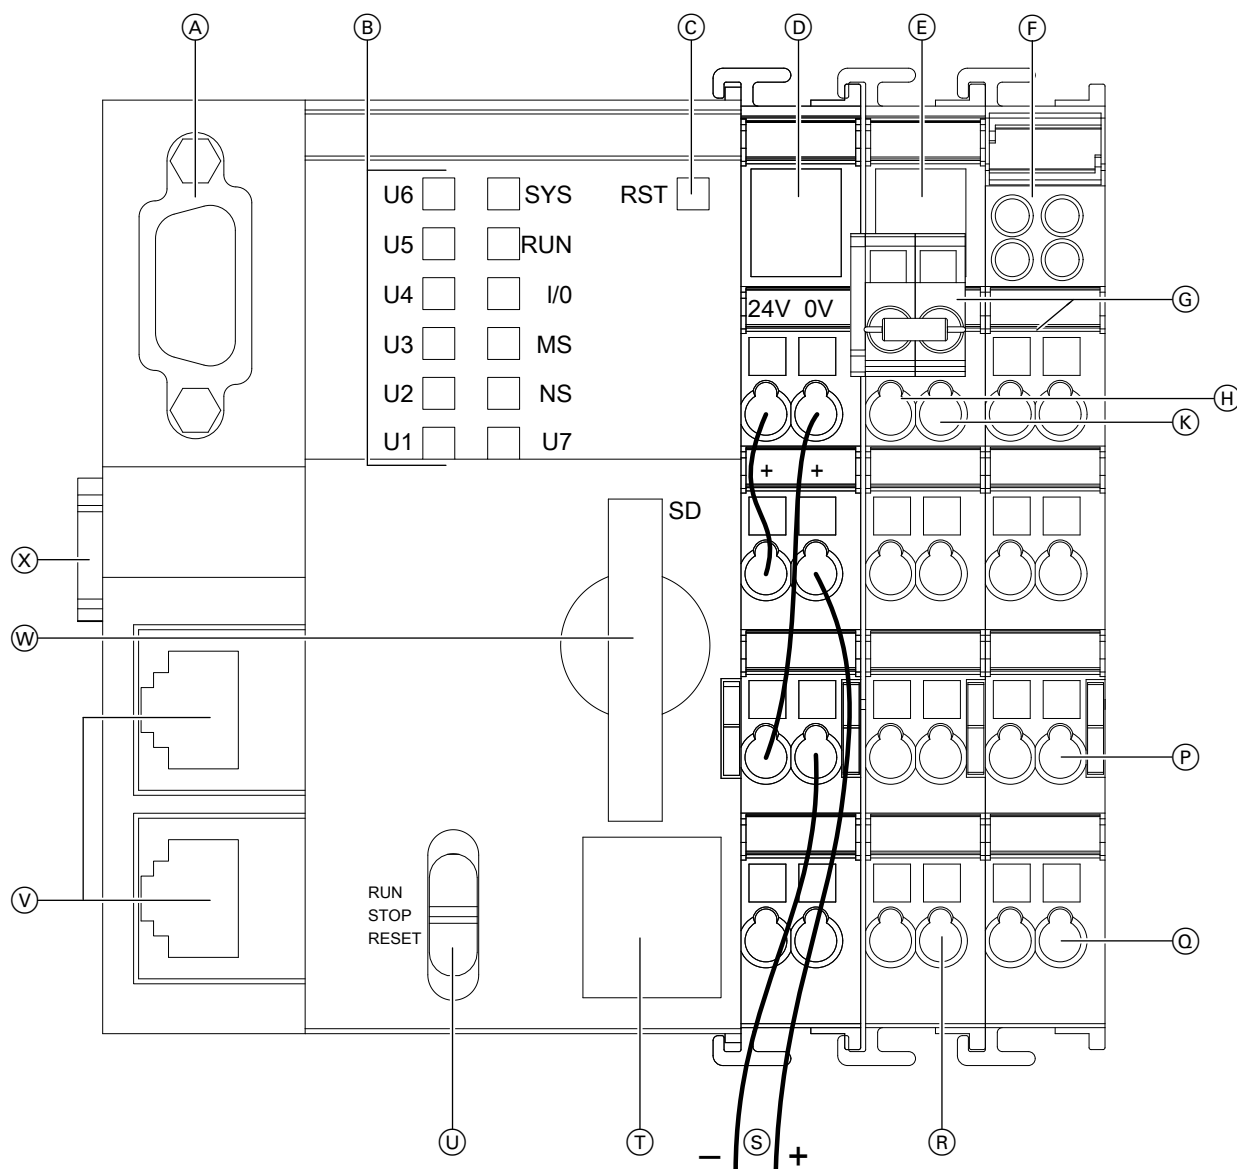 A B C D E F
U6 SYS RST
U5 RUN
U4 I/0
24V 0V G
U3 MS
U2 NS H
K
U1 U7
+ +
SD
X
W
P
RUN
V STOP
RESET
Q
U T − S + R